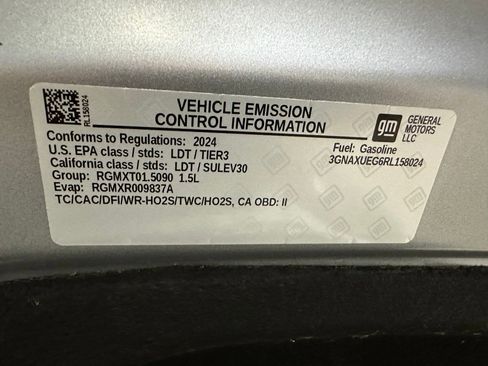 RL158024
VEHICLE EMISSION
CONTROL INFORMATION
gm
GENERAL
MOTORS
LLC
Conforms to Regulations: 2024
U.S. EPA class / stds: LDT / TIER3
California class / stds: LDT / SULEV30
Group: RGMXT01.5090 1.5L
Evap: RGMXR009837A
TC/CAC/DFI/WR-HO2S/TWC/HO2S, CA OBD: II
Fuel: Gasoline
3GNAXUEG6RL158024